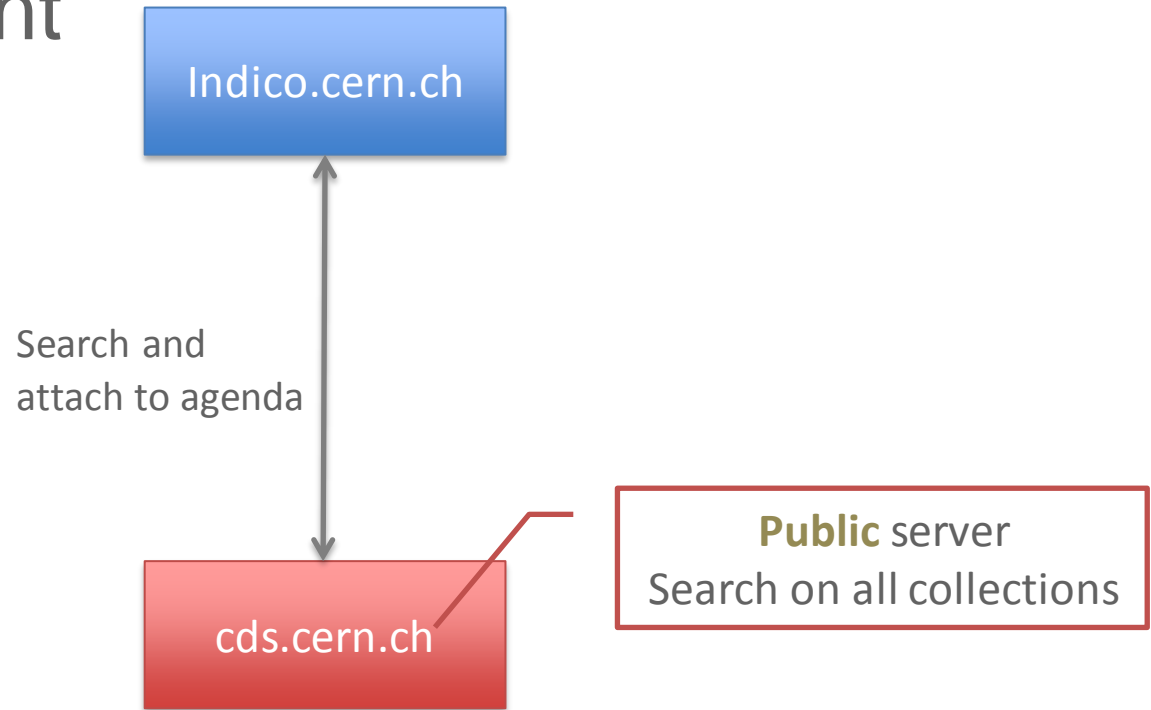 nt
Indico.cern.ch
Search and
attach to agenda
Public server
Search on all collections
cds.cern.ch